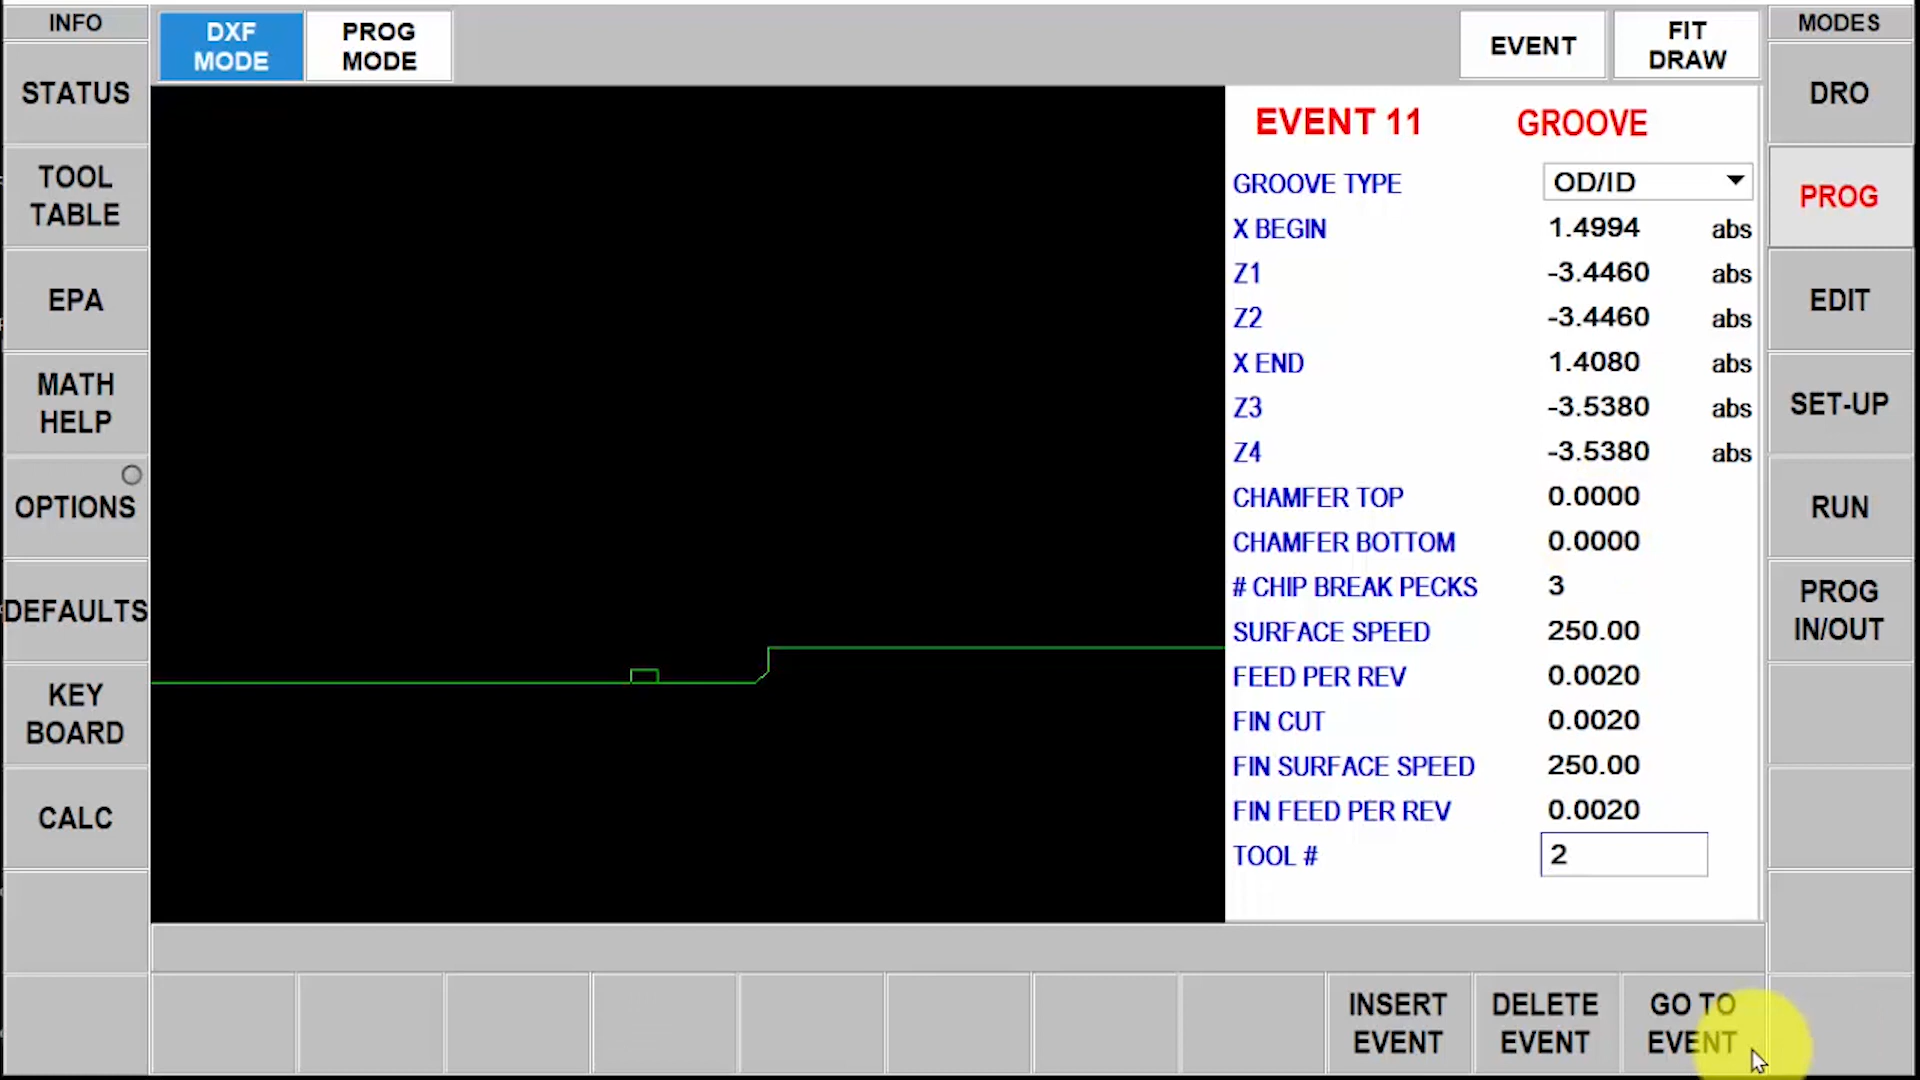 INFO
DXF
MODE
PROG
MODE
EVENT
FIT
DRAW
MODES
STATUS
TOOL
TABLE
EPA
MATH
HELP
OPTIONS
DEFAULTS
KEY
BOARD
CALC
EVENT 11 GROOVE
GROOVE TYPE OD/ID
X BEGIN 1.4994 abs
Z1 -3.4460 abs
Z2 -3.4460 abs
X END 1.4080 abs
Z3 -3.5380 abs
Z4 -3.5380 abs
CHAMFER TOP 0.0000
CHAMFER BOTTOM 0.0000
# CHIP BREAK PECKS 3
SURFACE SPEED 250.00
FEED PER REV 0.0020
FIN CUT 0.0020
FIN SURFACE SPEED 250.00
FIN FEED PER REV 0.0020
TOOL # 2
DRO
PROG
EDIT
SET-UP
RUN
PROG
IN/OUT
INSERT
EVENT
DELETE
EVENT
GO TO
EVENT